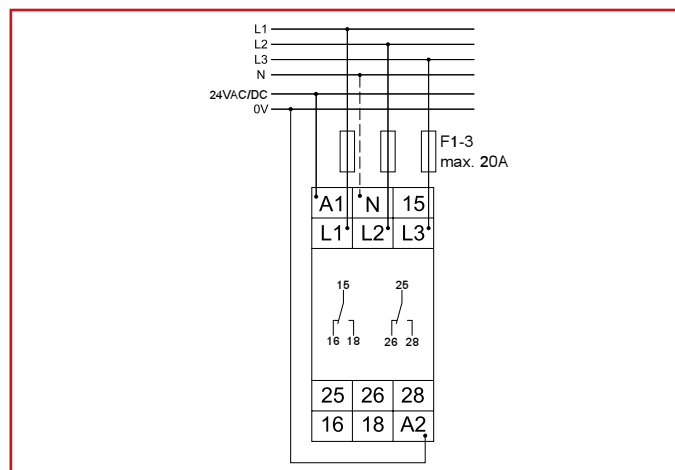 L1
L2
L3
N
24VAC/DC
0V
F1-3
max. 20A
A1 N 15
L1 L2 L3
15 25
16 18 26 28
25 26 28
16 18 A2